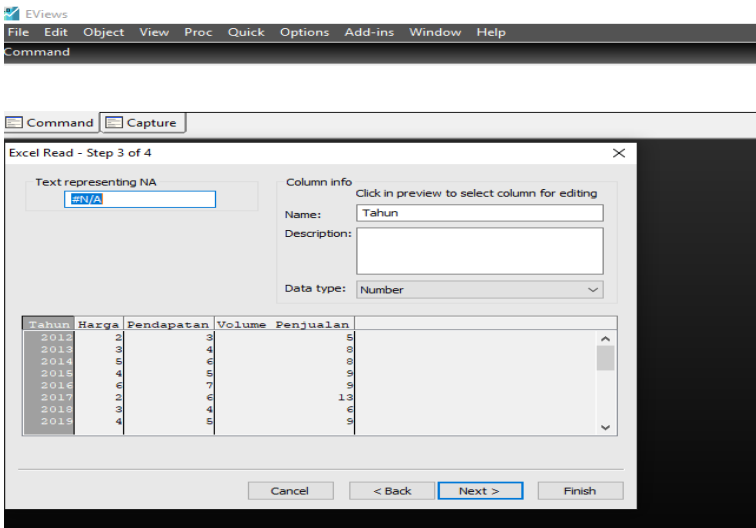 EViews
File Edit Object View Proc Quick Options Add-ins Window Help
Command
Command Capture
Excel Read - Step 3 of 4
Text representing NA
#N/A
Column info
Click in preview to select column for editing
Name: Tahun
Description:
Data type: Number
Tahun Harga Pendapatan Volume Penjualan
2012 2 3 5
2013 3 4 8
2014 5 6 8
2015 4 5 9
2016 6 7 9
2017 2 6 13
2018 3 4 6
2019 4 5 9
Cancel < Back Next > Finish